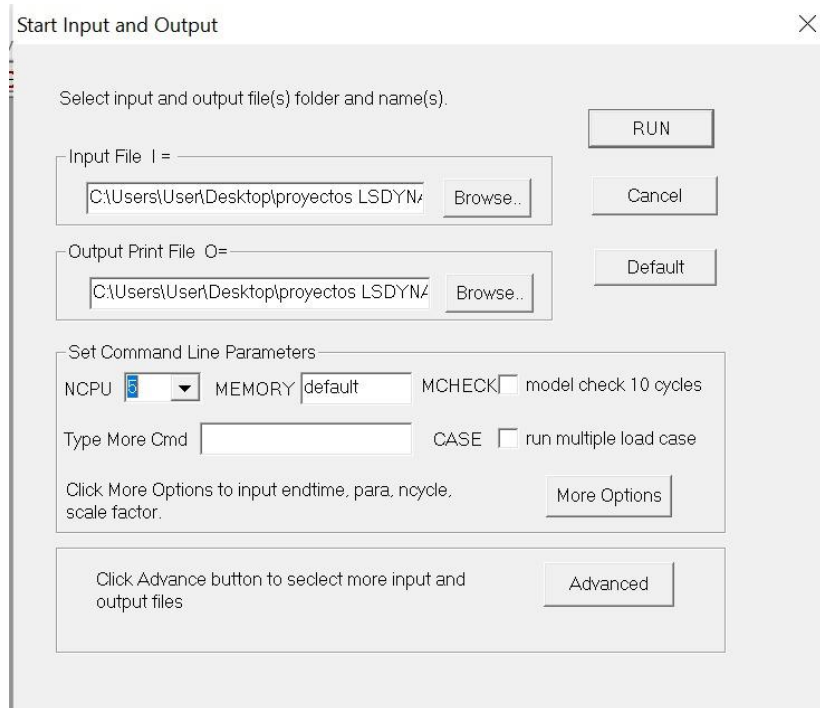 Start Input and Output
Select input and output file(s) folder and name(s).
RUN
Input File I =
C:\Users\User\Desktop\proyectos LSDYNA
Browse..
Cancel
Output Print File O=
C:\Users\User\Desktop\proyectos LSDYNA
Browse..
Default
Set Command Line Parameters
NCPU 5 MEMORY default MCHECK model check 10 cycles
Type More Cmd CASE run multiple load case
Click More Options to input endtime, para, ncycle,
scale factor.
More Options
Click Advance button to seclect more input and
output files
Advanced